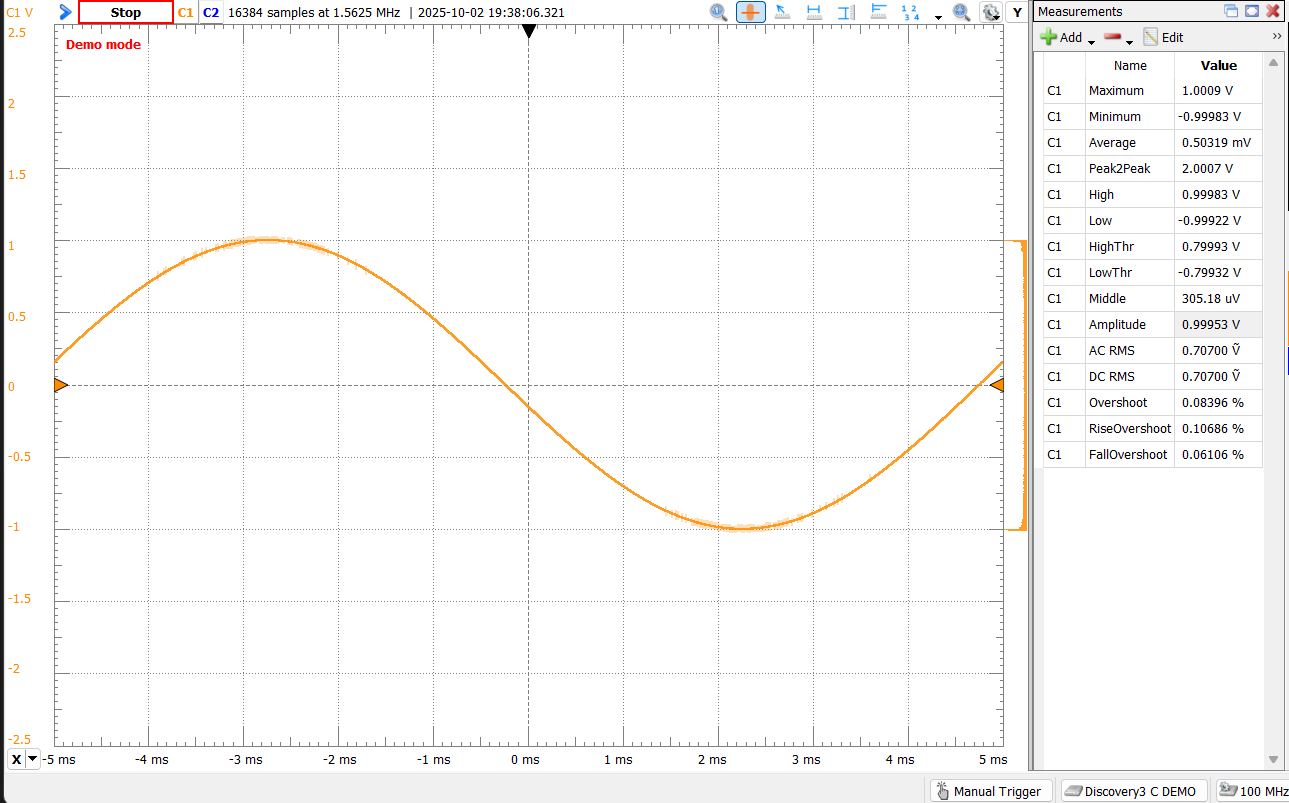 C1 V
Stop
C1 C2 16384 samples at 1.5625 MHz | 2025-10-02 19:38:06.321
Y
Demo mode
2.5
2
1.5
1
0.5
0
-0.5
-1
-1.5
-2
-2.5
X
-5 ms -4 ms -3 ms -2 ms -1 ms 0 ms 1 ms 2 ms 3 ms 4 ms 5 ms
Measurements
Add Edit »
Name Value
C1 Maximum 1.0009 V
C1 Minimum -0.99983 V
C1 Average 0.50319 mV
C1 Peak2Peak 2.0007 V
C1 High 0.99983 V
C1 Low -0.99922 V
C1 HighThr 0.79993 V
C1 LowThr -0.79932 V
C1 Middle 305.18 uV
C1 Amplitude 0.99953 V
C1 AC RMS 0.70700 Ṽ
C1 DC RMS 0.70700 Ṽ
C1 Overshoot 0.08396 %
C1 RiseOvershoot 0.10686 %
C1 FallOvershoot 0.06106 %
Manual Trigger Discovery3 C DEMO 100 MHz